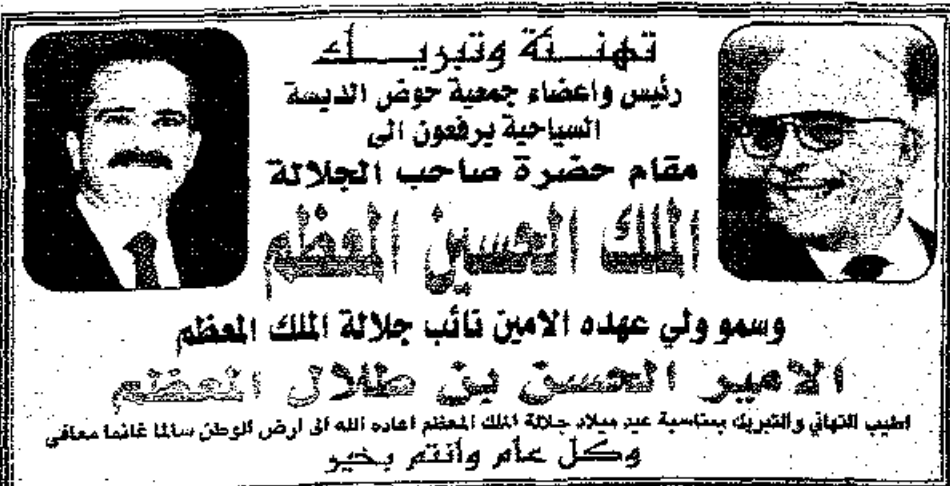 تهنئة وتبريك
رئيس واعضاء جمعية حوض الديسة
السياحية يرفعون الى
مقام حضرة صاحب الجلالة
الملك الحسين المعظم
وسمو ولي عهده الامين نائب جلالة الملك المعظم
الامير الحسن بن طلال المعظم
اطيب التهاني والتبريك بمناسبة عيد ميلاد جلالة الملك المعظم اعاده الله الى ارض الوطن سالما غانما معافى
وكل عام وانتم بخير